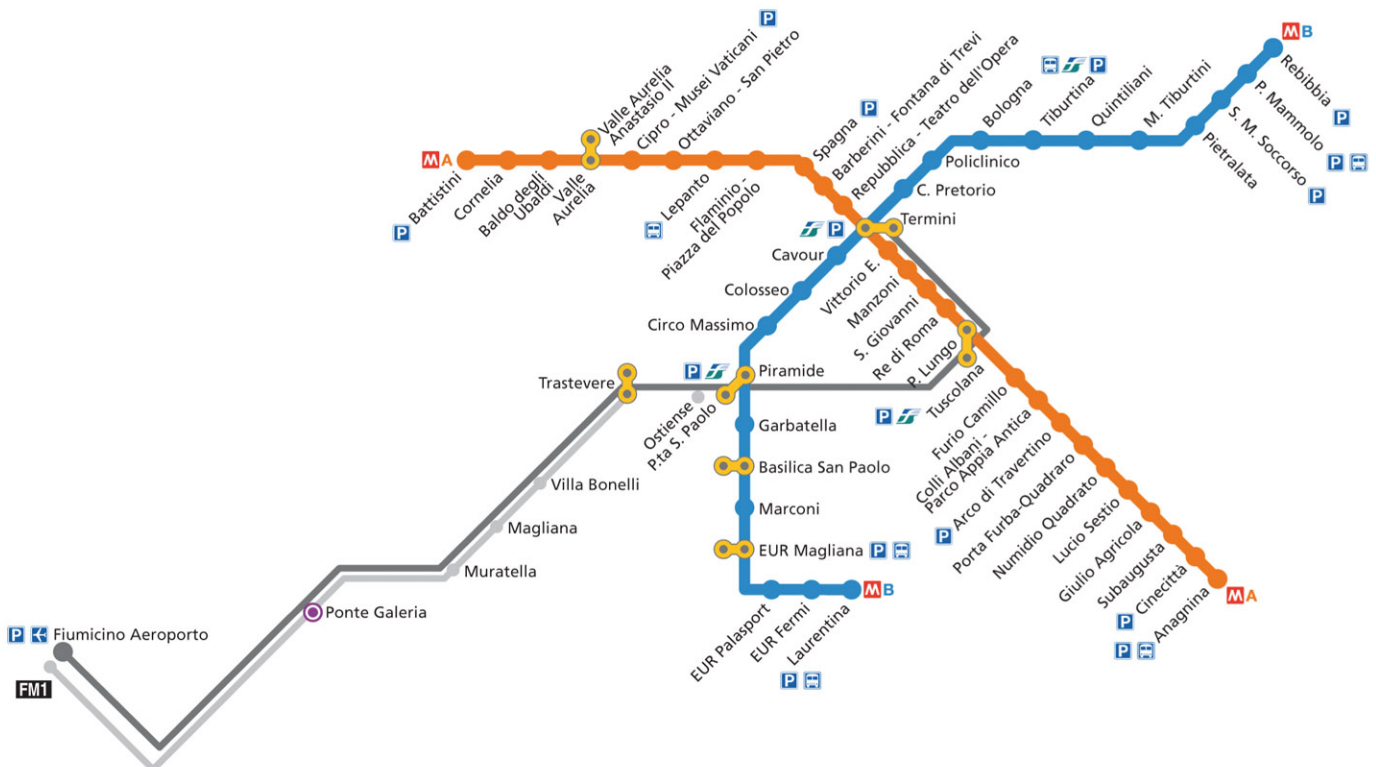 M B
P
P
P
Valle Aurelia
Anastasio II
Cipro - Musei Vaticani
Ottaviano - San Pietro
Spagna
Barberini - Fontana di Trevi
Repubblica - Teatro dell'Opera
Bologna
Tiburtina
Quintiliani
M. Tiburtini
Rebibbia
P
P. Mammolo
P
S. M. Soccorso
P
Pietralata
M A
Battistini
P
Cornelia
Baldo degli
Ubaldi
Valle
Aurelia
Lepanto
Flaminio -
Piazza del Popolo
Policlinico
C. Pretorio
Termini
P
Cavour
Colosseo
Circo Massimo
Vittorio E.
Manzoni
S. Giovanni
Re di Roma
P. Lungo
Tuscolana
P
Furio Camillo
Colli Albani -
Parco Appia Antica
Arco di Travertino
P
Porta Furba-Quadraro
Numidio Quadrato
Lucio Sestio
Giulio Agricola
Subaugusta
Cinecittà
P
Anagnina
P
M A
Trastevere
P
Piramide
Ostiense
P.ta S. Paolo
Garbatella
Basilica San Paolo
Marconi
EUR Magliana
P
EUR Palasport
EUR Fermi
Laurentina
P
M B
Villa Bonelli
Magliana
Muratella
Ponte Galeria
P
Fiumicino Aeroporto
FM1